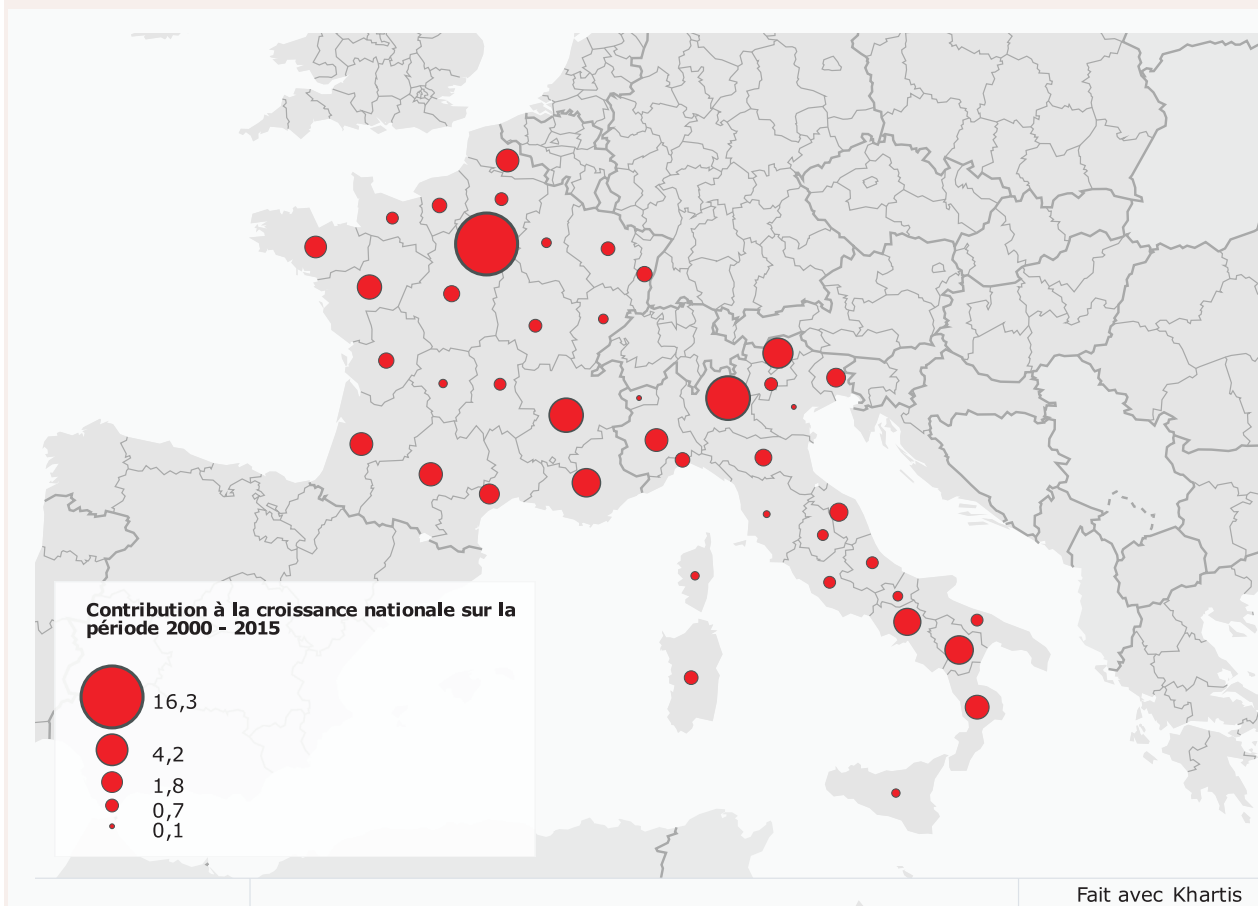 Contribution à la croissance nationale sur la
période 2000 - 2015
16,3
4,2
1,8
0,7
0,1
Fait avec Khartis